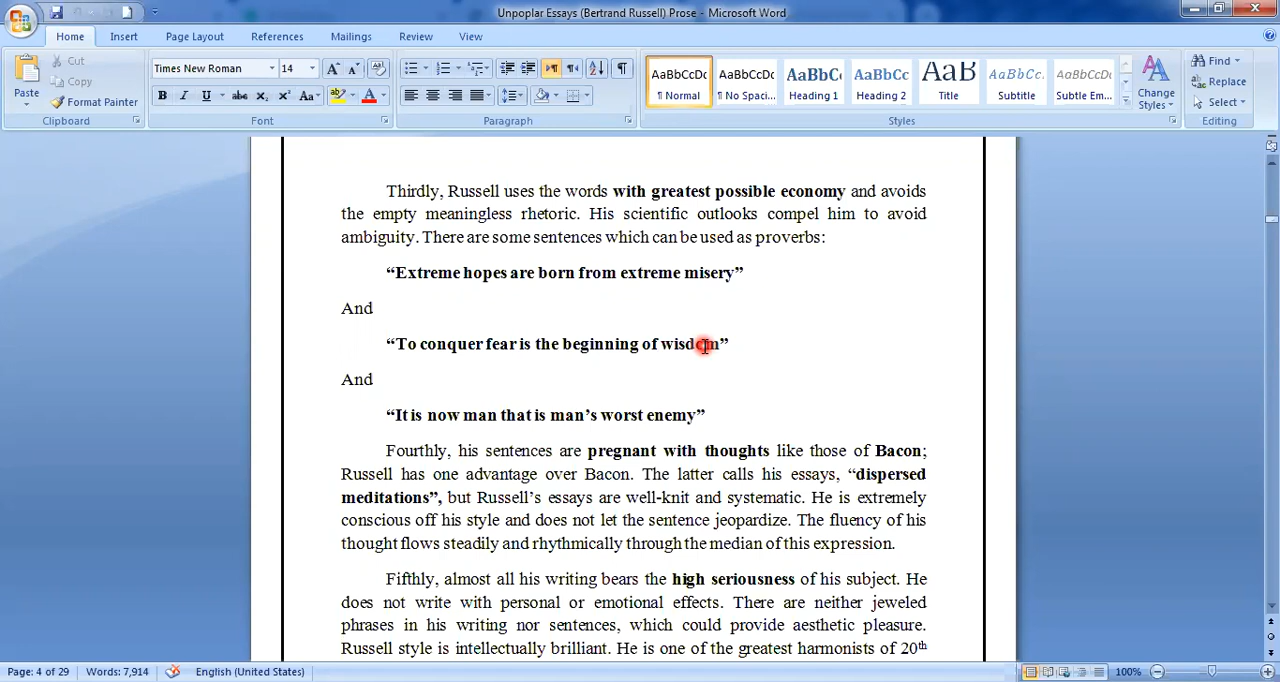 Unpoplar Essays (Bertrand Russell) Prose - Microsoft Word
Home Insert Page Layout References Mailings Review View
Cut
Copy
Format Painter
Paste
Clipboard
Times New Roman 14
Font
Paragraph
AaBbCcDc AaBbCcDc AaBbC AaBbCc AaB AaBbCc. AaBbCcDc
¶ Normal ¶ No Spaci... Heading 1 Heading 2 Title Subtitle Subtle Em...
Change Styles
Styles
Find
Replace
Select
Editing
Thirdly, Russell uses the words with greatest possible economy and avoids
the empty meaningless rhetoric. His scientific outlooks compel him to avoid
ambiguity. There are some sentences which can be used as proverbs:
“Extreme hopes are born from extreme misery”
And
“To conquer fear is the beginning of wisdom”
And
“It is now man that is man’s worst enemy”
Fourthly, his sentences are pregnant with thoughts like those of Bacon;
Russell has one advantage over Bacon. The latter calls his essays, “dispersed
meditations”, but Russell’s essays are well-knit and systematic. He is extremely
conscious off his style and does not let the sentence jeopardize. The fluency of his
thought flows steadily and rhythmically through the median of this expression.
Fifthly, almost all his writing bears the high seriousness of his subject. He
does not write with personal or emotional effects. There are neither jeweled
phrases in his writing nor sentences, which could provide aesthetic pleasure.
Russell style is intellectually brilliant. He is one of the greatest harmonists of 20th
Page: 4 of 29 Words: 7,914 English (United States) 100%